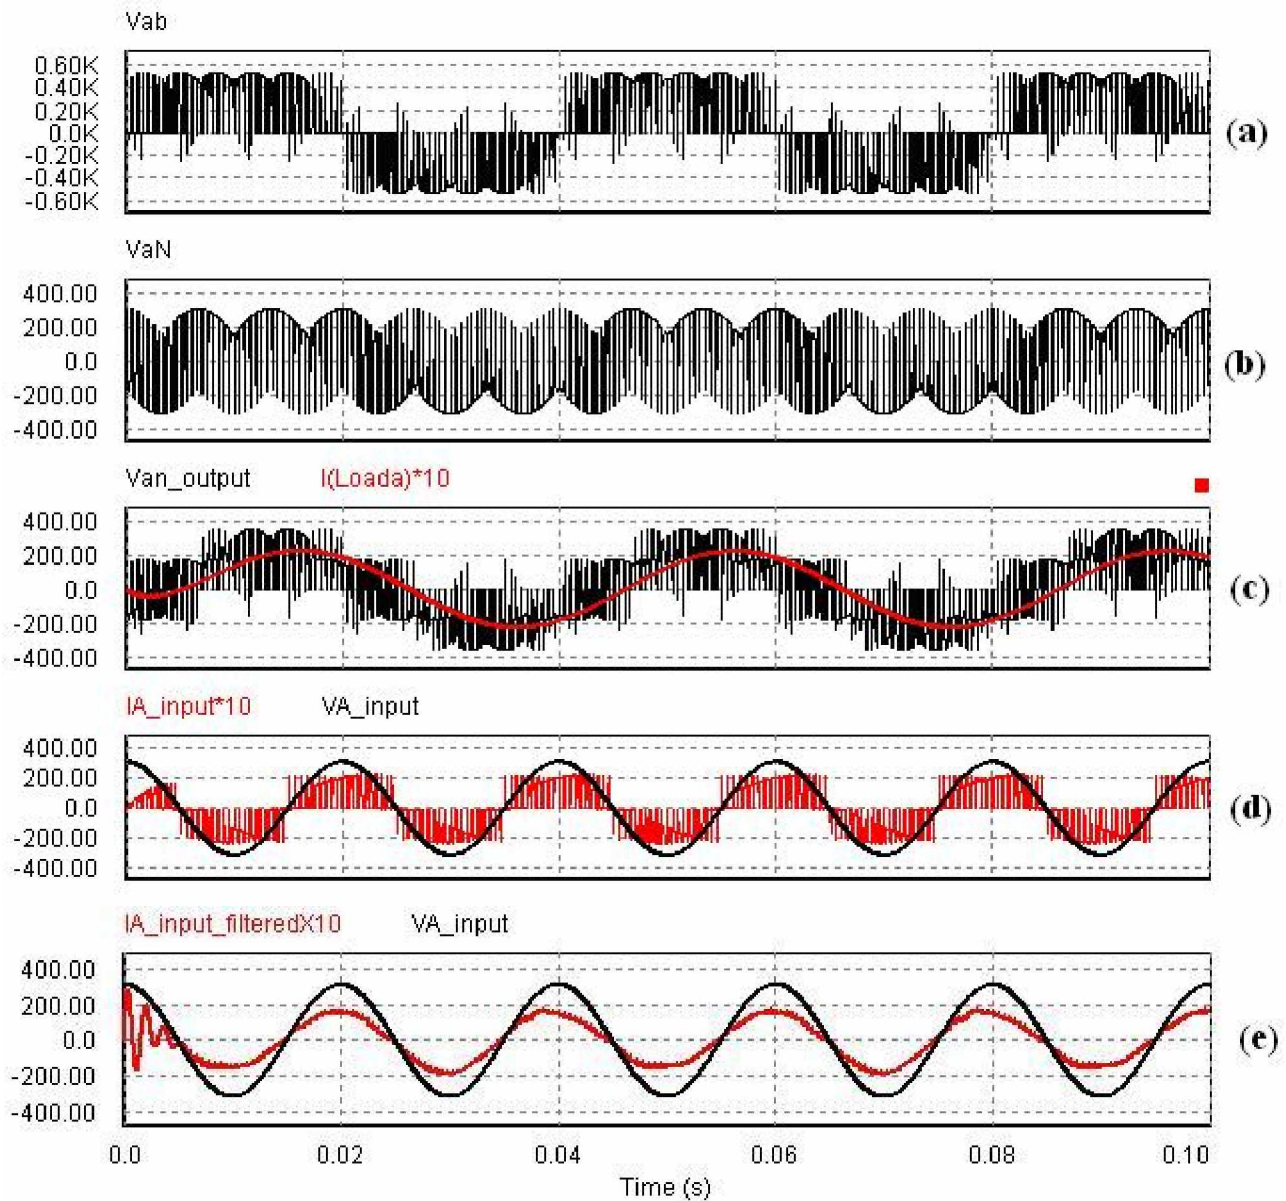 Vab
0.60K
0.40K
0.20K
0.0K
-0.20K
-0.40K
-0.60K
(a)
VaN
400.00
200.00
0.0
-200.00
-400.00
(b)
Van_output I(Loada)*10
400.00
200.00
0.0
-200.00
-400.00
(c)
IA_input*10 VA_input
400.00
200.00
0.0
-200.00
-400.00
(d)
IA_input_filteredX10 VA_input
400.00
200.00
0.0
-200.00
-400.00
(e)
0.0 0.02 0.04 0.06 0.08 0.10
Time (s)